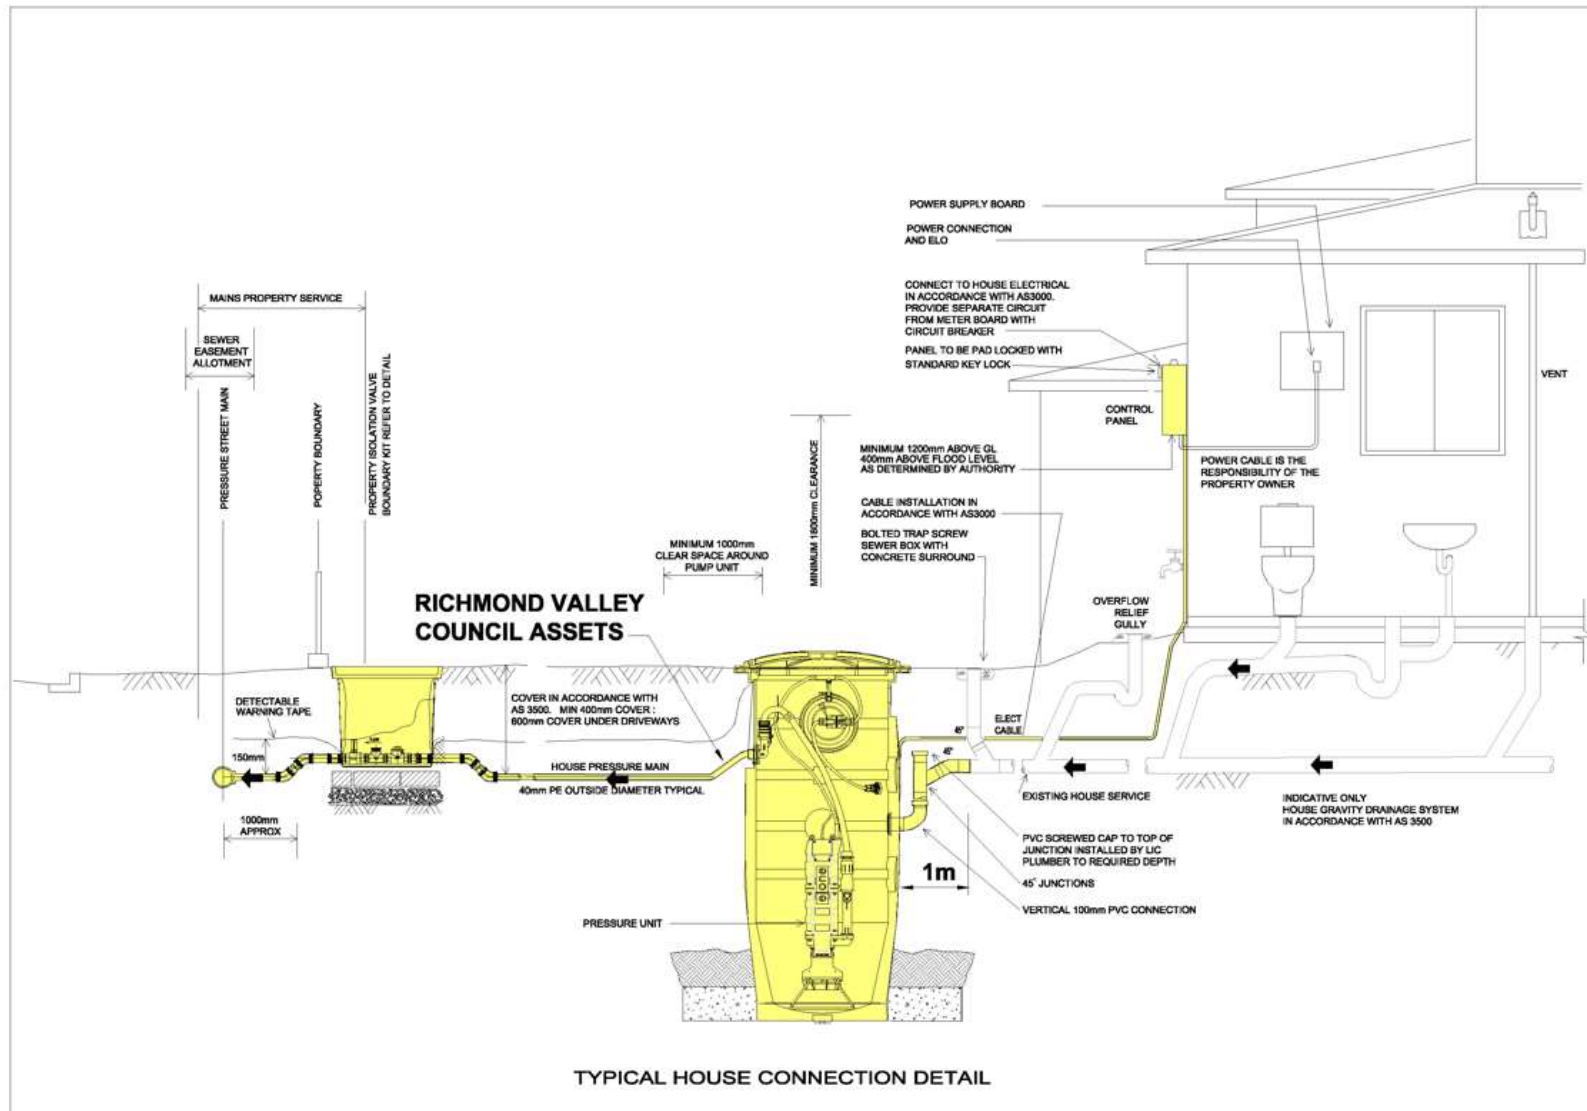 POWER SUPPLY BOARD
POWER CONNECTION
AND ELO
CONNECT TO HOUSE ELECTRICAL
IN ACCORDANCE WITH AS3000.
PROVIDE SEPARATE CIRCUIT
FROM METER BOARD WITH
CIRCUIT BREAKER
PANEL TO BE PAD LOCKED WITH
STANDARD KEY LOCK
MAINS PROPERTY SERVICE
SEWER
EASEMENT
ALLOTMENT
PRESSURE STREET MAIN
POPERTY BOUNDARY
PROPERTY ISOLATION VALVE
BOUNDARY KIT REFER TO DETAIL
VENT
CONTROL
PANEL
MINIMUM 1200mm ABOVE GL
400mm ABOVE FLOOD LEVEL
AS DETERMINED BY AUTHORITY
POWER CABLE IS THE
RESPONSIBILITY OF THE
PROPERTY OWNER
CABLE INSTALLATION IN
ACCORDANCE WITH AS3000
BOLTED TRAP SCREW
SEWER BOX WITH
CONCRETE SURROUND
MINIMUM 1800mm CLEARANCE
MINIMUM 1000mm
CLEAR SPACE AROUND
PUMP UNIT
RICHMOND VALLEY
COUNCIL ASSETS
OVERFLOW
RELIEF
GULLY
DETECTABLE
WARNING TAPE
COVER IN ACCORDANCE WITH
AS 3500. MIN 400mm COVER :
600mm COVER UNDER DRIVEWAYS
150mm
HOUSE PRESSURE MAIN
40mm PE OUTSIDE DIAMETER TYPICAL
45°
ELECT
CABLE
45°
EXISTING HOUSE SERVICE
INDICATIVE ONLY
HOUSE GRAVITY DRAINAGE SYSTEM
IN ACCORDANCE WITH AS 3500
1000mm
APPROX
PVC SCREWED CAP TO TOP OF
JUNCTION INSTALLED BY LIC
PLUMBER TO REQUIRED DEPTH
1m
45° JUNCTIONS
VERTICAL 100mm PVC CONNECTION
PRESSURE UNIT
TYPICAL HOUSE CONNECTION DETAIL